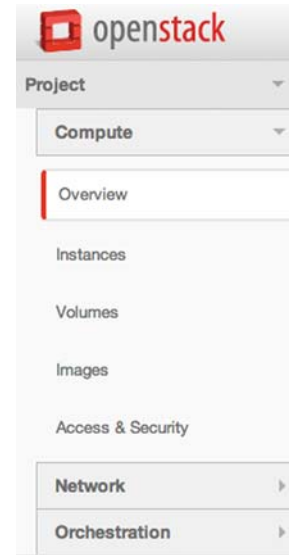 openstack
Project
Compute
Overview
Instances
Volumes
Images
Access & Security
Network
Orchestration